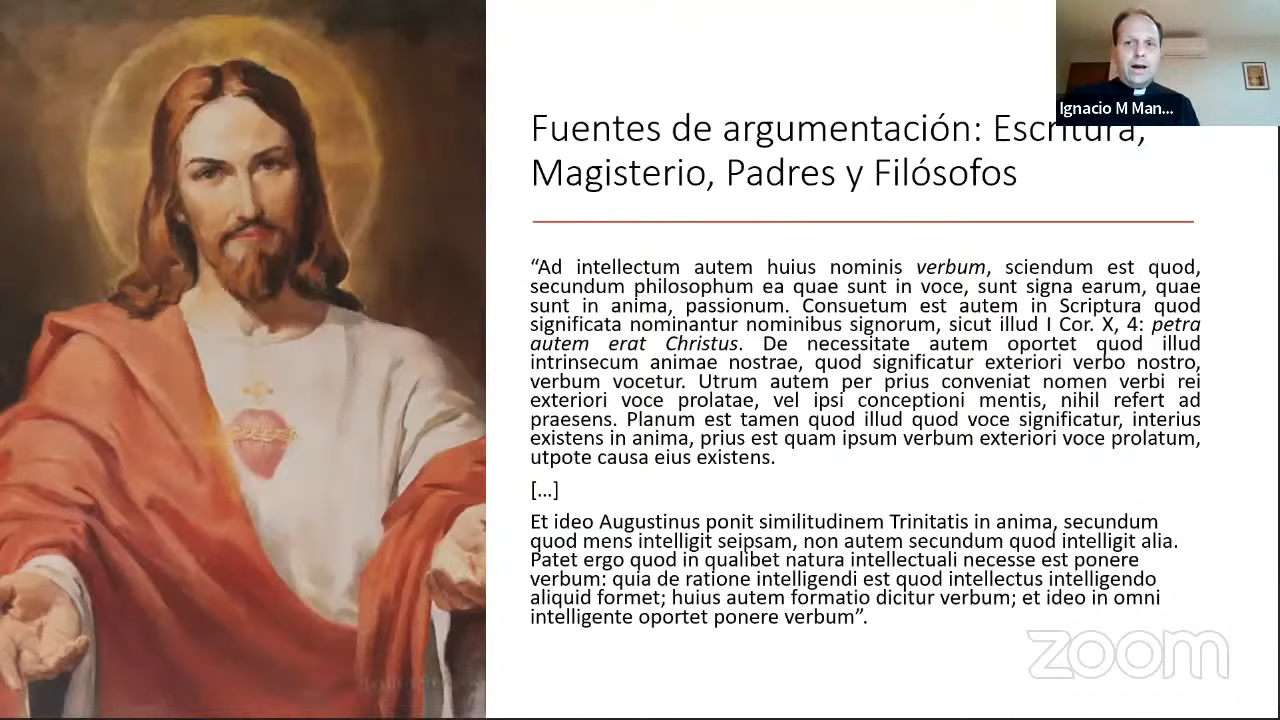 Ignacio M Man...
Fuentes de argumentación: Escritura,
Magisterio, Padres y Filósofos
“Ad intellectum autem huius nominis verbum, sciendum est quod,
secundum philosophum ea quae sunt in voce, sunt signa earum, quae
sunt in anima, passionum. Consuetum est autem in Scriptura quod
significata nominantur nominibus signorum, sicut illud I Cor. X, 4: petra
autem erat Christus. De necessitate autem oportet quod illud
intrinsecum animae nostrae, quod significatur exteriori verbo nostro,
verbum vocetur. Utrum autem per prius conveniat nomen verbi rei
exteriori voce prolatae, vel ipsi conceptioni mentis, nihil refert ad
praesens. Planum est tamen quod illud quod voce significatur, interius
existens in anima, prius est quam ipsum verbum exteriori voce prolatum,
utpote causa eius existens.
[...]
Et ideo Augustinus ponit similitudinem Trinitatis in anima, secundum
quod mens intelligit seipsam, non autem secundum quod intelligit alia.
Patet ergo quod in qualibet natura intellectuali necesse est ponere
verbum: quia de ratione intelligendi est quod intellectus intelligendo
aliquid formet; huius autem formatio dicitur verbum; et ideo in omni
intelligente oportet ponere verbum”.
zoom